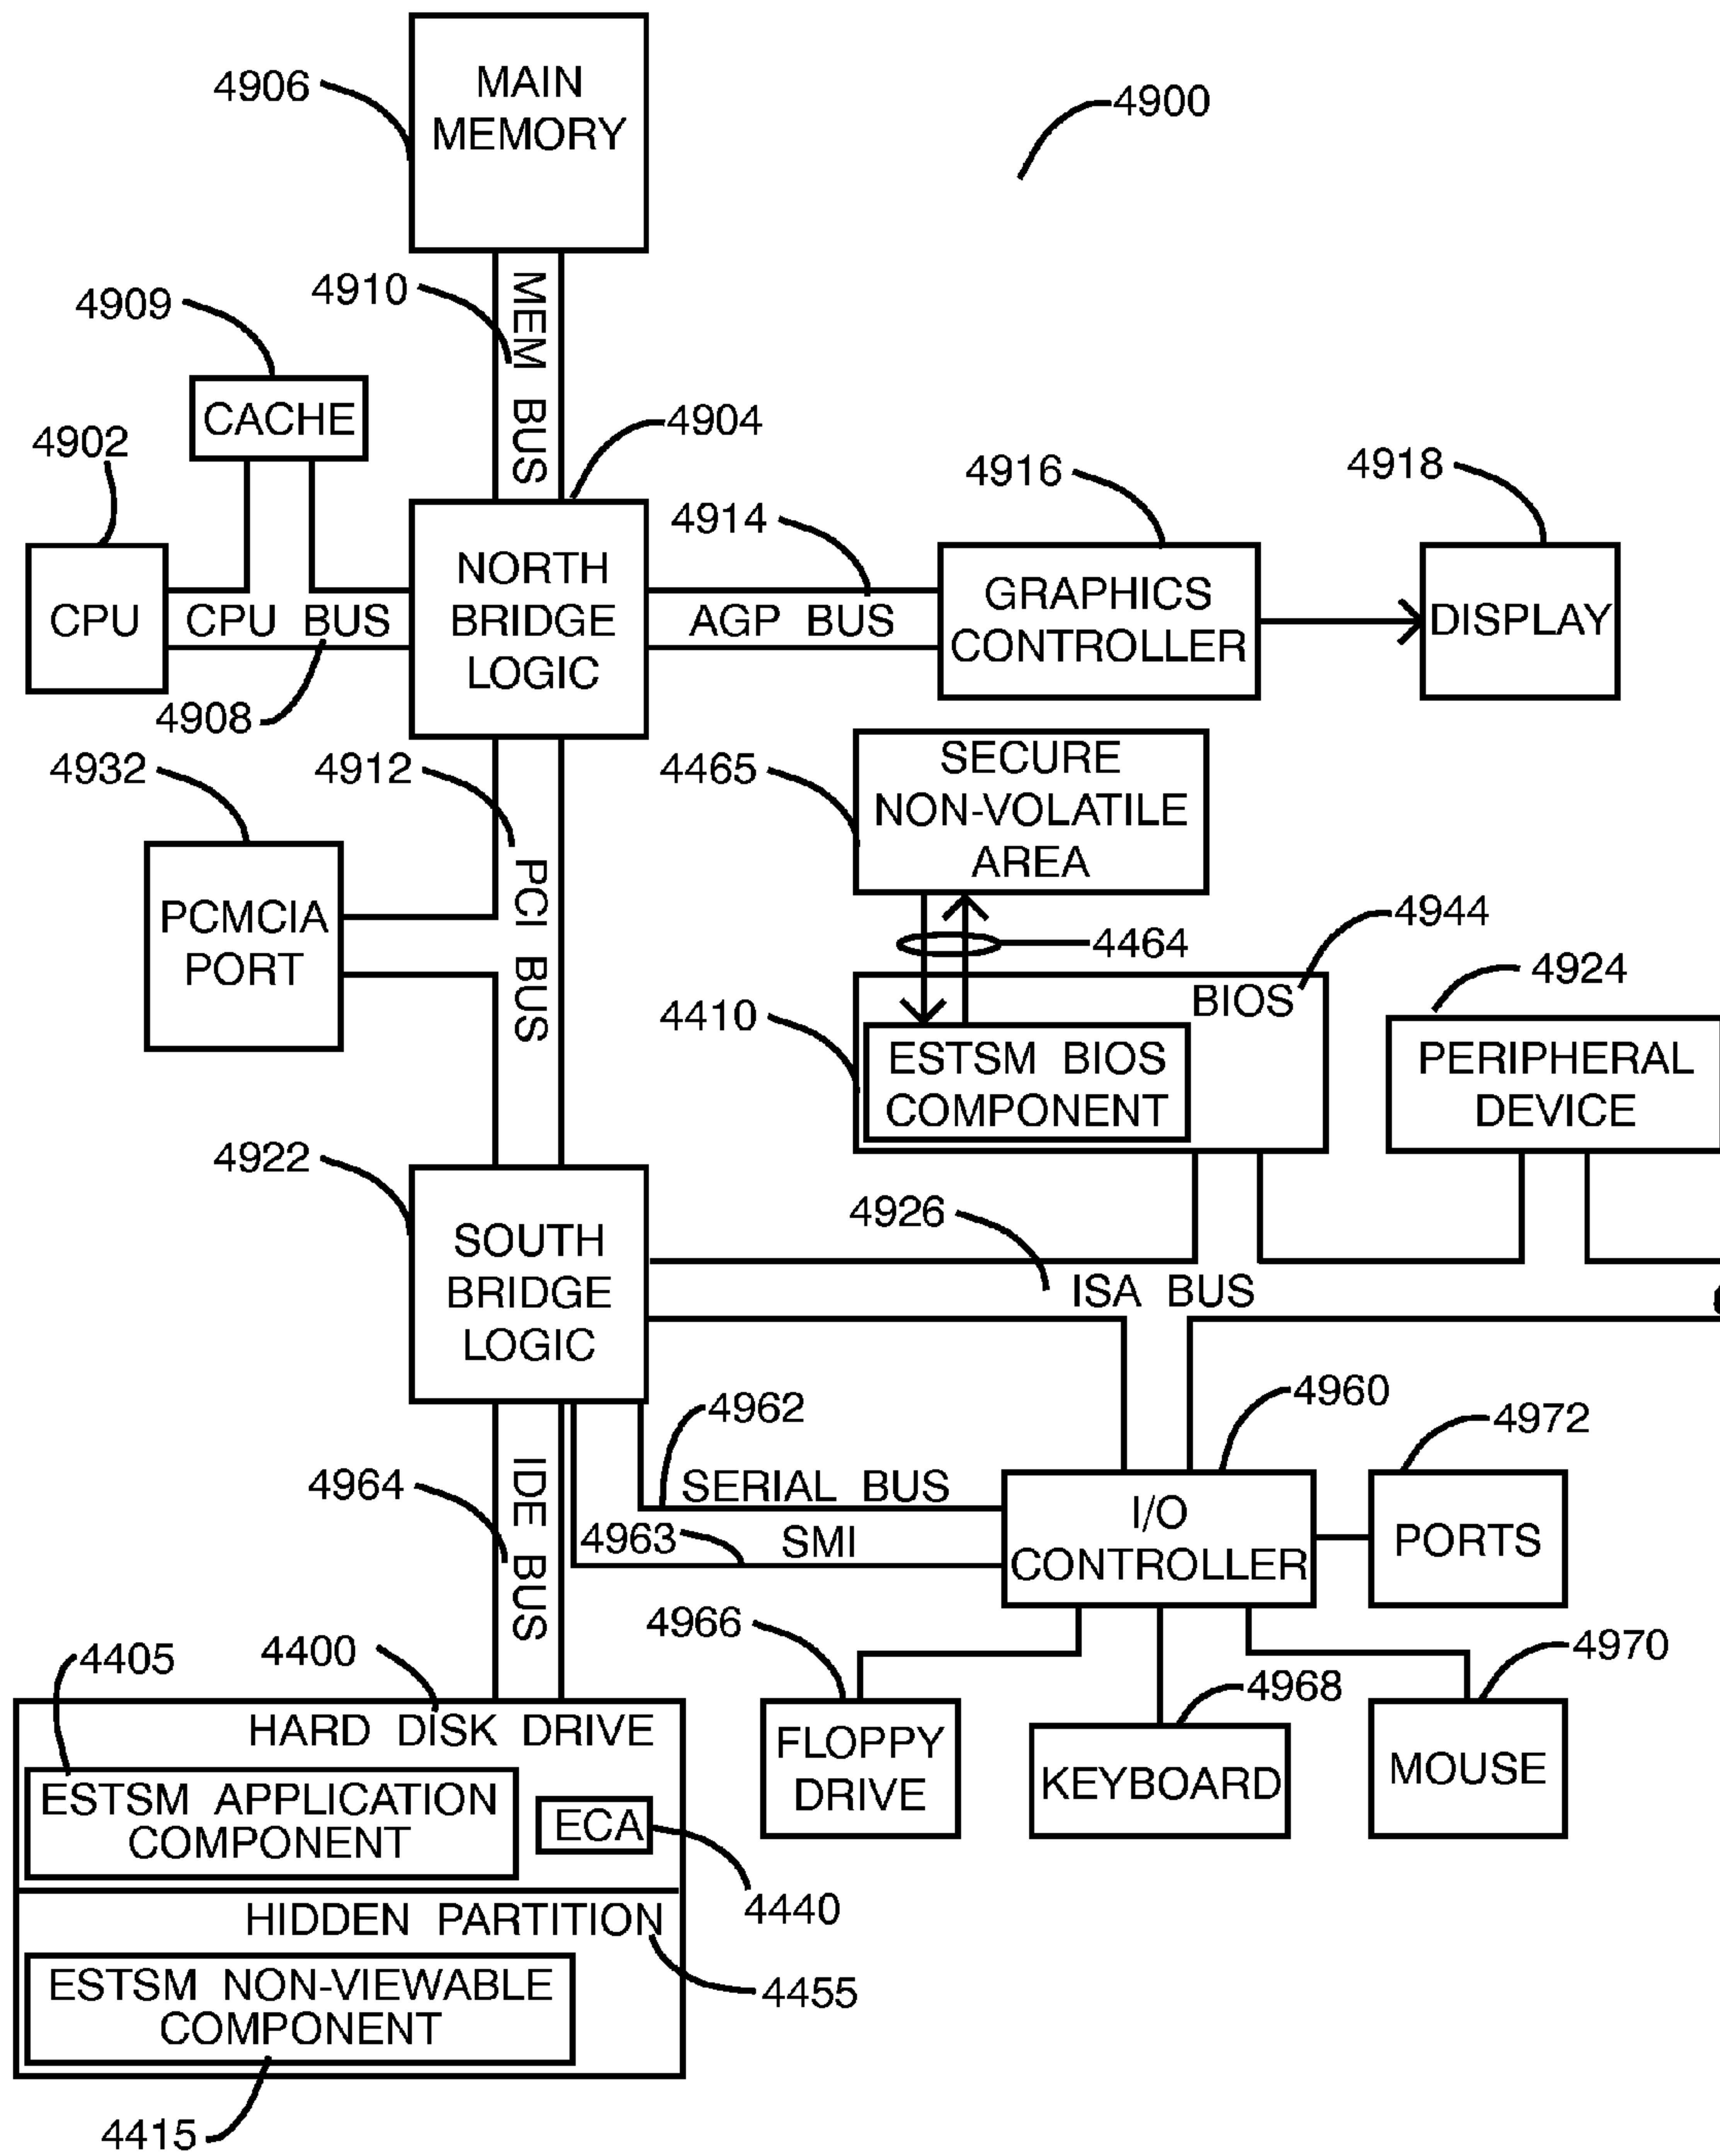 MAIN
MEMORY
4906
4900
4910
MEM BUS
4909
CACHE
4902
4904
4916
4918
4914
CPU
CPU BUS
NORTH
BRIDGE
LOGIC
AGP BUS
GRAPHICS
CONTROLLER
DISPLAY
4908
4932
4912
4465
SECURE
NON-VOLATILE
AREA
PCMCIA
PORT
PCI BUS
4464
4944
4924
4410
BIOS
ESTSM BIOS
COMPONENT
PERIPHERAL
DEVICE
4922
4926
SOUTH
BRIDGE
LOGIC
ISA BUS
4962
4960
4972
4964
IDE BUS
SERIAL BUS
4963
SMI
I/O
CONTROLLER
PORTS
4966
4968
4970
4405
4400
HARD DISK DRIVE
FLOPPY
DRIVE
KEYBOARD
MOUSE
ESTSM APPLICATION
COMPONENT
ECA
4440
HIDDEN PARTITION
4455
ESTSM NON-VIEWABLE
COMPONENT
4415